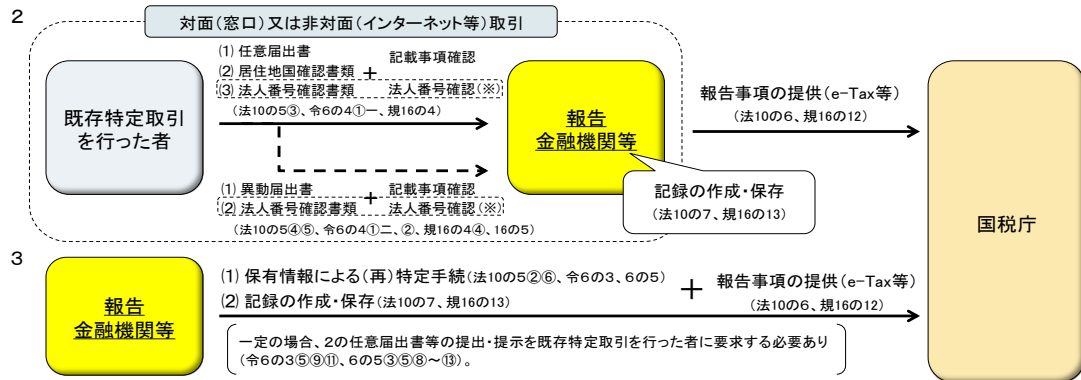 2
対面(窓口)又は非対面(インターネット等)取引
⑴ 任意届出書
⑵ 居住地国確認書類
⑶ 法人番号確認書類
+
記載事項確認
法人番号確認(※)
(法10の5③、令6の4①一、規16の4)
既存特定取引
を行った者
報告
金融機関等
報告事項の提供(e-Tax等)
(法10の6、規16の12)
⑴ 異動届出書
⑵ 法人番号確認書類
+
記載事項確認
法人番号確認(※)
(法10の5④⑤、令6の4①二、②、規16の4④、16の5)
記録の作成・保存
(法10の7、規16の13)
国税庁
3
報告
金融機関等
⑴ 保有情報による(再)特定手続(法10の5②⑥、令6の3、6の5)
⑵ 記録の作成・保存(法10の7、規16の13)
+
報告事項の提供(e-Tax等)
(法10の6、規16の12)
一定の場合、2の任意届出書等の提出・提示を既存特定取引を行った者に要求する必要あり
(令6の3⑤⑨⑪、6の5③⑤⑧~⑬)。